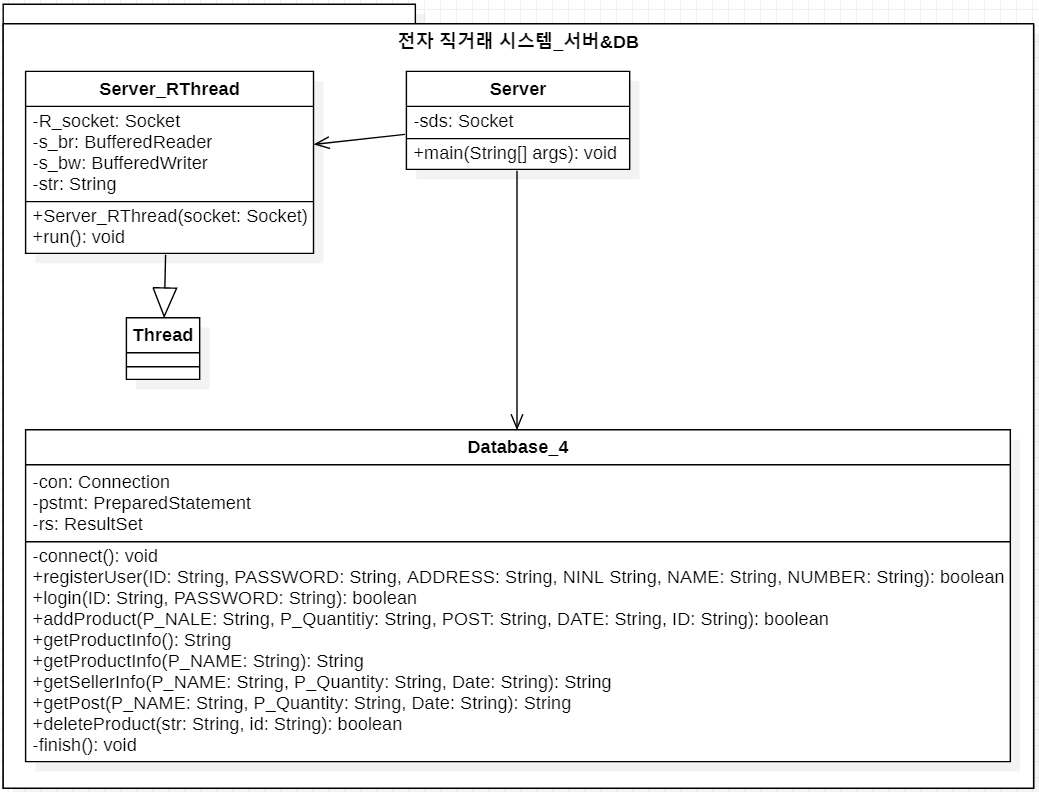 전자 직거래 시스템_서버&DB
Server_RThread
-R_socket: Socket
-s_br: BufferedReader
-s_bw: BufferedWriter
-str: String
+Server_RThread(socket: Socket)
+run(): void
Server
-sds: Socket
+main(String[] args): void
Thread
Database_4
-con: Connection
-pstmt: PreparedStatement
-rs: ResultSet
-connect(): void
+registerUser(ID: String, PASSWORD: String, ADDRESS: String, NINL String, NAME: String, NUMBER: String): boolean
+login(ID: String, PASSWORD: String): boolean
+addProduct(P_NALE: String, P_Quantitiy: String, POST: String, DATE: String, ID: String): boolean
+getProductInfo(): String
+getProductInfo(P_NAME: String): String
+getSellerInfo(P_NAME: String, P_Quantity: String, Date: String): String
+getPost(P_NAME: String, P_Quantity: String, Date: String): String
+deleteProduct(str: String, id: String): boolean
-finish(): void